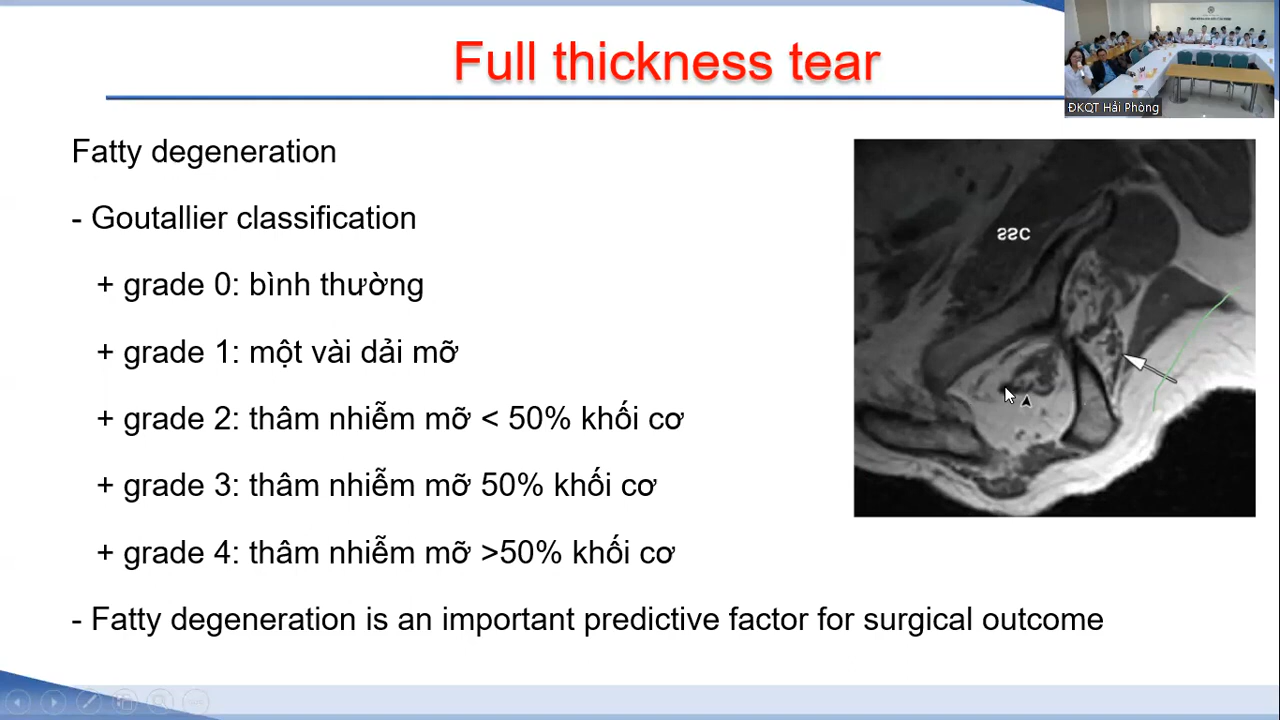 Full thickness tear
ĐKQT Hải Phòng
Fatty degeneration
- Goutallier classification
+ grade 0: bình thường
+ grade 1: một vài dải mỡ
+ grade 2: thâm nhiễm mỡ < 50% khối cơ
+ grade 3: thâm nhiễm mỡ 50% khối cơ
+ grade 4: thâm nhiễm mỡ >50% khối cơ
- Fatty degeneration is an important predictive factor for surgical outcome
SSC